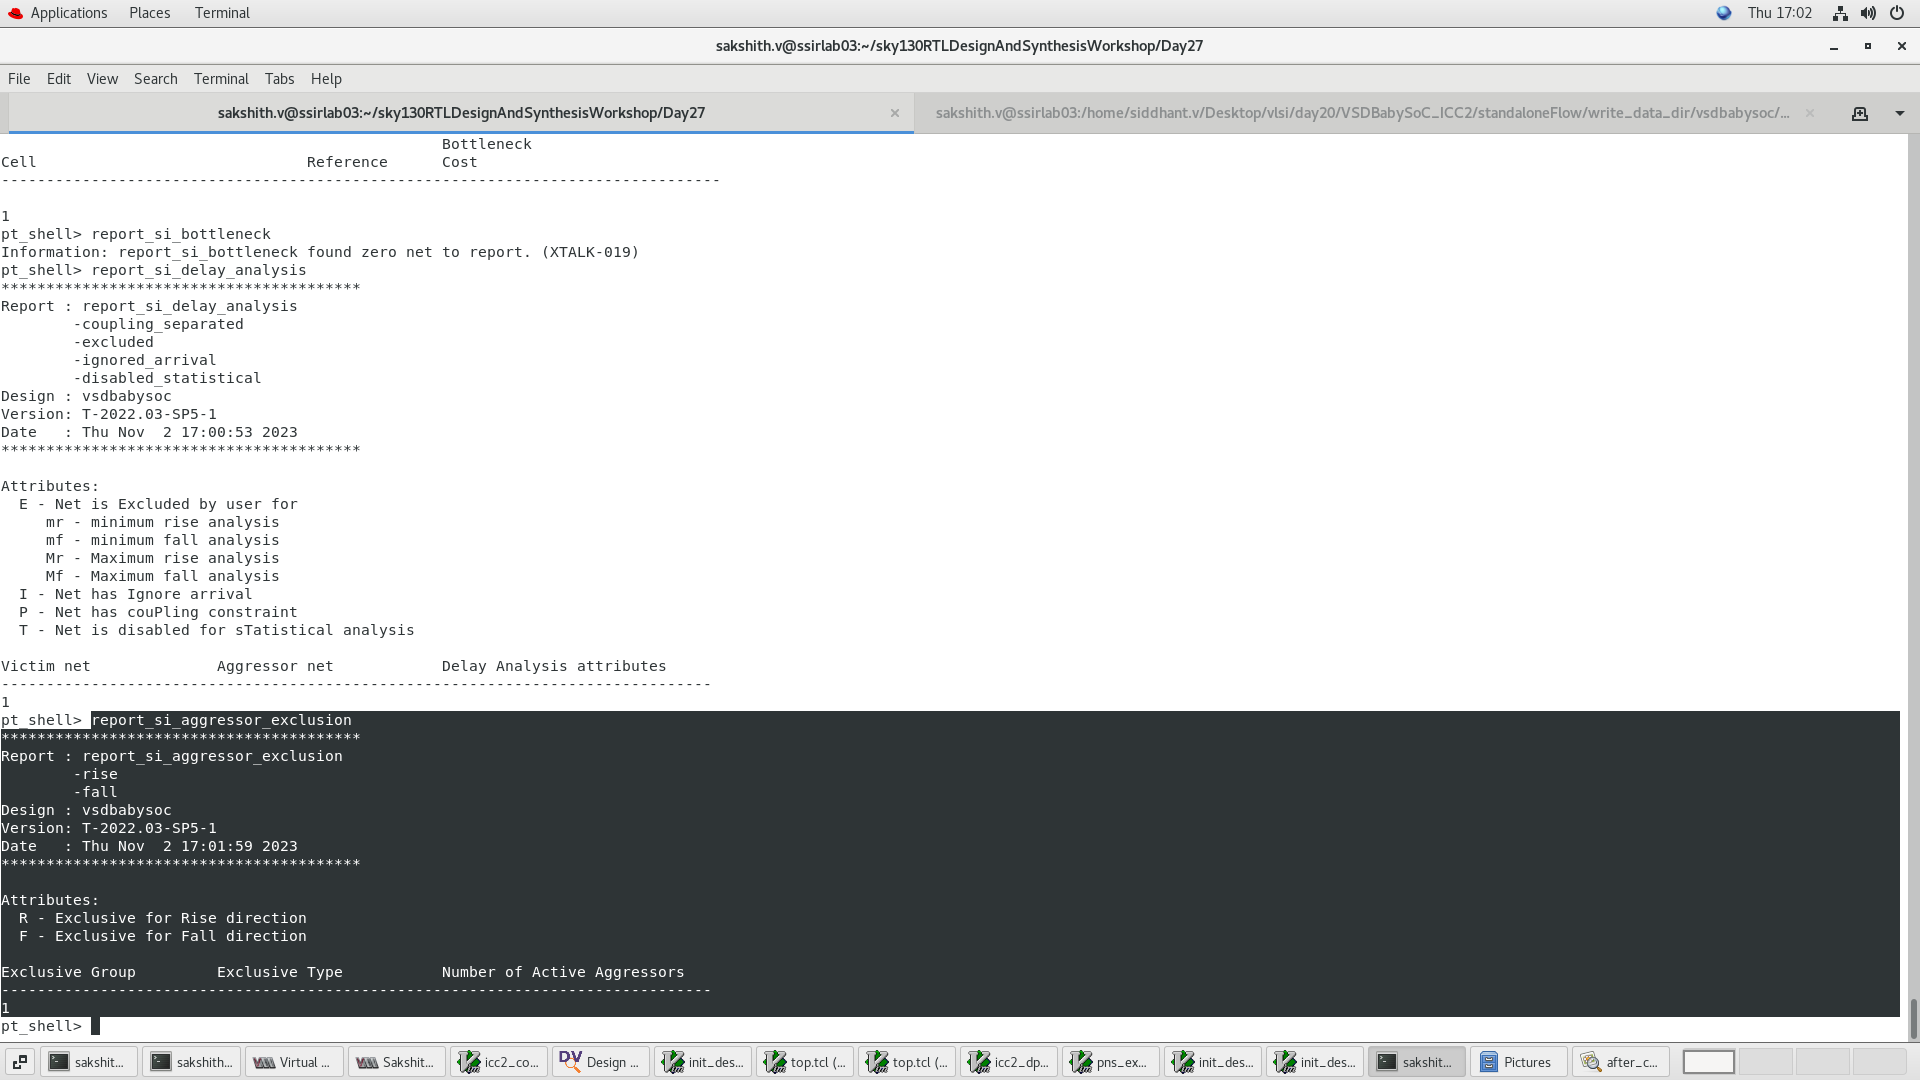 Applications Places Terminal Thu 17:02
sakshith.v@ssirlab03:~/sky130RTLDesignAndSynthesisWorkshop/Day27
File Edit View Search Terminal Tabs Help
sakshith.v@ssirlab03:~/sky130RTLDesignAndSynthesisWorkshop/Day27 × sakshith.v@ssirlab03:/home/siddhant.v/Desktop/vlsi/day20/VSDBabySoC_ICC2/standaloneFlow/write_data_dir/vsdbabysoc/... ×
Bottleneck
Cell Reference Cost
--------------------------------------------------------------------------------
1
pt_shell> report_si_bottleneck
Information: report_si_bottleneck found zero net to report. (XTALK-019)
pt_shell> report_si_delay_analysis
****************************************
Report : report_si_delay_analysis
-coupling_separated
-excluded
-ignored_arrival
-disabled_statistical
Design : vsdbabysoc
Version: T-2022.03-SP5-1
Date   : Thu Nov  2 17:00:53 2023
****************************************
Attributes:
E - Net is Excluded by user for
mr - minimum rise analysis
mf - minimum fall analysis
Mr - Maximum rise analysis
Mf - Maximum fall analysis
I - Net has Ignore arrival
P - Net has couPling constraint
T - Net is disabled for sTatistical analysis
Victim net Aggressor net Delay Analysis attributes
-------------------------------------------------------------------------------
1
pt_shell> report_si_aggressor_exclusion
****************************************
Report : report_si_aggressor_exclusion
-rise
-fall
Design : vsdbabysoc
Version: T-2022.03-SP5-1
Date   : Thu Nov  2 17:01:59 2023
****************************************
Attributes:
R - Exclusive for Rise direction
F - Exclusive for Fall direction
Exclusive Group Exclusive Type Number of Active Aggressors
-------------------------------------------------------------------------------
1
pt_shell>
sakshit... sakshith... Virtual ... Sakshit... icc2_co... Design ... init_des... top.tcl (... top.tcl (... icc2_dp... pns_ex... init_des... init_des... sakshit... Pictures after_c...